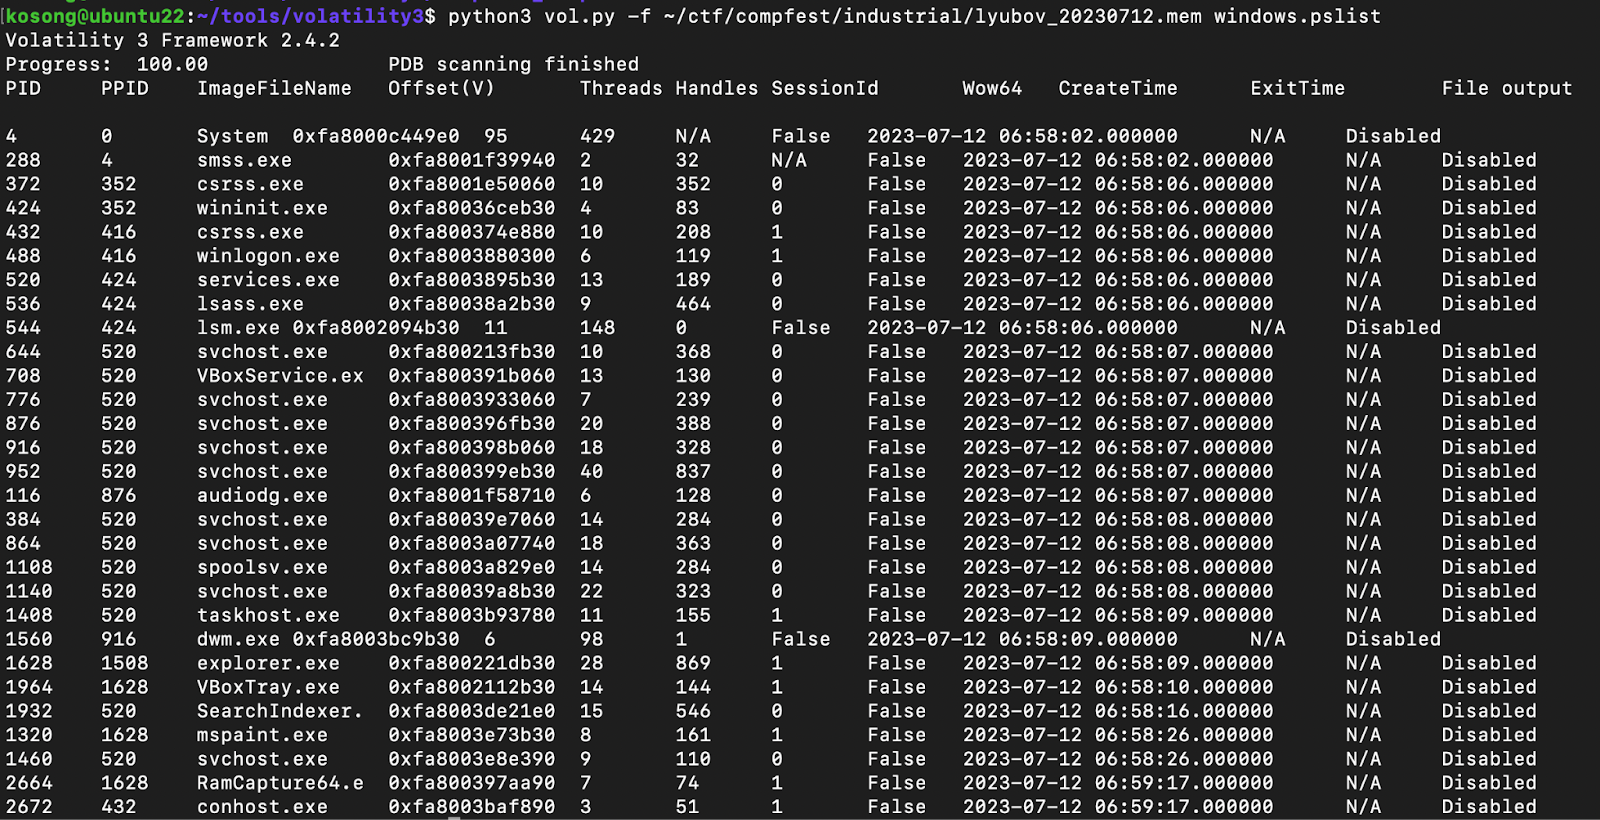 kosong@ubuntu22:~/tools/volatility3$ python3 vol.py -f ~/ctf/compfest/industrial/lyubov_20230712.mem windows.pslist
Volatility 3 Framework 2.4.2
Progress:  100.00               PDB scanning finished
PID     PPID    ImageFileName   Offset(V)       Threads Handles SessionId       Wow64   CreateTime      ExitTime        File output
4       0       System  0xfa8000c449e0  95      429     N/A     False   2023-07-12 06:58:02.000000      N/A     Disabled
288     4       smss.exe        0xfa8001f39940  2       32      N/A     False   2023-07-12 06:58:02.000000      N/A     Disabled
372     352     csrss.exe       0xfa8001e50060  10      352     0       False   2023-07-12 06:58:06.000000      N/A     Disabled
424     352     wininit.exe     0xfa80036ceb30  4       83      0       False   2023-07-12 06:58:06.000000      N/A     Disabled
432     416     csrss.exe       0xfa800374e880  10      208     1       False   2023-07-12 06:58:06.000000      N/A     Disabled
488     416     winlogon.exe    0xfa8003880300  6       119     1       False   2023-07-12 06:58:06.000000      N/A     Disabled
520     424     services.exe    0xfa8003895b30  13      189     0       False   2023-07-12 06:58:06.000000      N/A     Disabled
536     424     lsass.exe       0xfa80038a2b30  9       464     0       False   2023-07-12 06:58:06.000000      N/A     Disabled
544     424     lsm.exe 0xfa8002094b30  11      148     0       False   2023-07-12 06:58:06.000000      N/A     Disabled
644     520     svchost.exe     0xfa800213fb30  10      368     0       False   2023-07-12 06:58:07.000000      N/A     Disabled
708     520     VBoxService.ex  0xfa800391b060  13      130     0       False   2023-07-12 06:58:07.000000      N/A     Disabled
776     520     svchost.exe     0xfa8003933060  7       239     0       False   2023-07-12 06:58:07.000000      N/A     Disabled
876     520     svchost.exe     0xfa800396fb30  20      388     0       False   2023-07-12 06:58:07.000000      N/A     Disabled
916     520     svchost.exe     0xfa800398b060  18      328     0       False   2023-07-12 06:58:07.000000      N/A     Disabled
952     520     svchost.exe     0xfa800399eb30  40      837     0       False   2023-07-12 06:58:07.000000      N/A     Disabled
116     876     audiodg.exe     0xfa8001f58710  6       128     0       False   2023-07-12 06:58:07.000000      N/A     Disabled
384     520     svchost.exe     0xfa80039e7060  14      284     0       False   2023-07-12 06:58:08.000000      N/A     Disabled
864     520     svchost.exe     0xfa8003a07740  18      363     0       False   2023-07-12 06:58:08.000000      N/A     Disabled
1108    520     spoolsv.exe     0xfa8003a829e0  14      284     0       False   2023-07-12 06:58:08.000000      N/A     Disabled
1140    520     svchost.exe     0xfa80039a8b30  22      323     0       False   2023-07-12 06:58:08.000000      N/A     Disabled
1408    520     taskhost.exe    0xfa8003b93780  11      155     1       False   2023-07-12 06:58:09.000000      N/A     Disabled
1560    916     dwm.exe 0xfa8003bc9b30  6       98      1       False   2023-07-12 06:58:09.000000      N/A     Disabled
1628    1508    explorer.exe    0xfa800221db30  28      869     1       False   2023-07-12 06:58:09.000000      N/A     Disabled
1964    1628    VBoxTray.exe    0xfa8002112b30  14      144     1       False   2023-07-12 06:58:10.000000      N/A     Disabled
1932    520     SearchIndexer.  0xfa8003de21e0  15      546     0       False   2023-07-12 06:58:16.000000      N/A     Disabled
1320    1628    mspaint.exe     0xfa8003e73b30  8       161     1       False   2023-07-12 06:58:26.000000      N/A     Disabled
1460    520     svchost.exe     0xfa8003e8e390  9       110     0       False   2023-07-12 06:58:26.000000      N/A     Disabled
2664    1628    RamCapture64.e  0xfa800397aa90  7       74      1       False   2023-07-12 06:59:17.000000      N/A     Disabled
2672    432     conhost.exe     0xfa8003baf890  3       51      1       False   2023-07-12 06:59:17.000000      N/A     Disabled